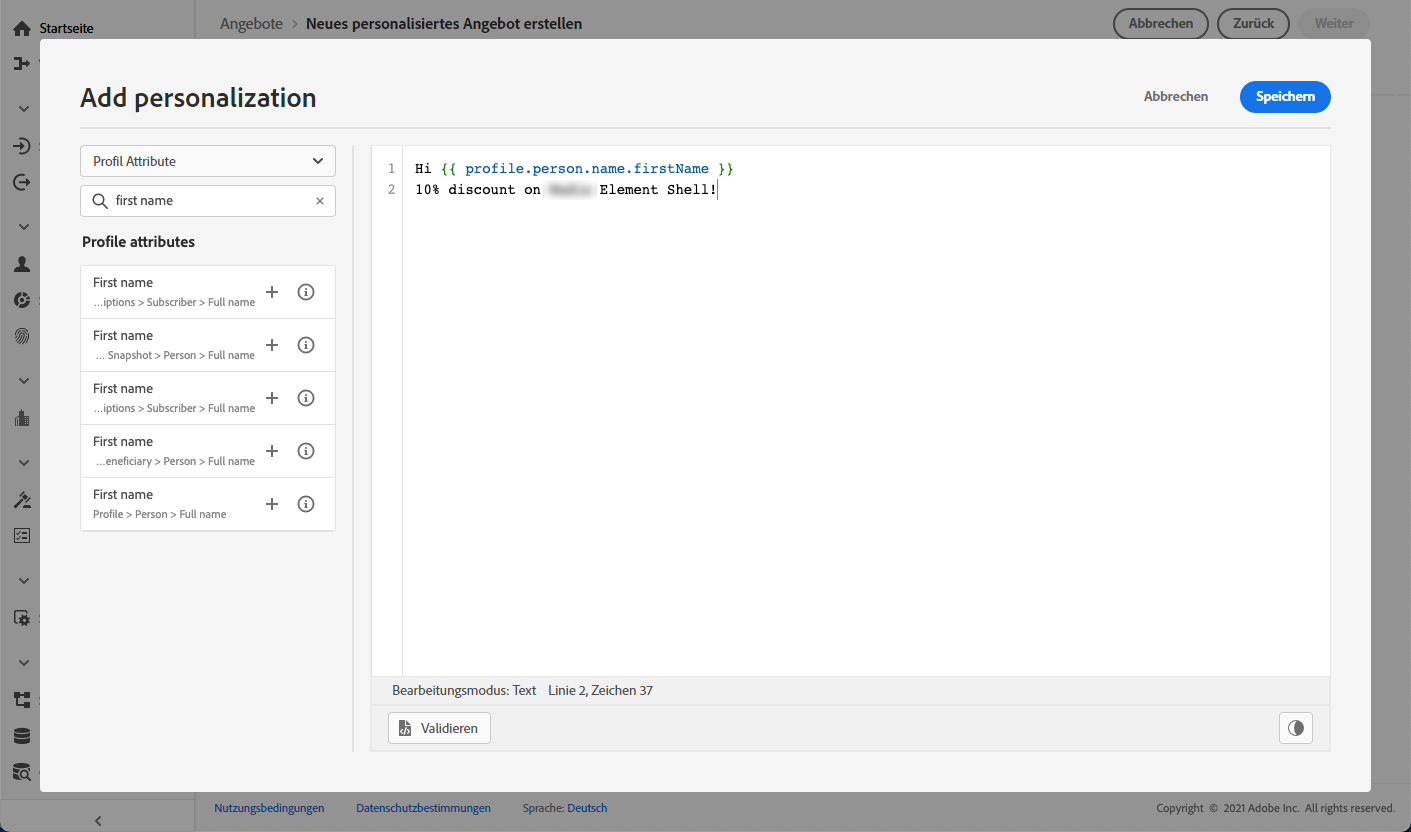 Startseite
Angebote > Neues personalisiertes Angebot erstellen
Abbrechen
Zurück
Weiter
Add personalization
Abbrechen
Speichern
Profil Attribute
first name
Profile attributes
First name
...iptions > Subscriber > Full name
First name
... Snapshot > Person > Full name
First name
...iptions > Subscriber > Full name
First name
...eneficiary > Person > Full name
First name
Profile > Person > Full name
1 Hi {{ profile.person.name.firstName }}
2 10% discount on Element Shell!
Bearbeitungsmodus: Text Linie 2, Zeichen 37
Validieren
Nutzungsbedingungen
Datenschutzbestimmungen
Sprache: Deutsch
Copyright © 2021 Adobe Inc. All rights reserved.